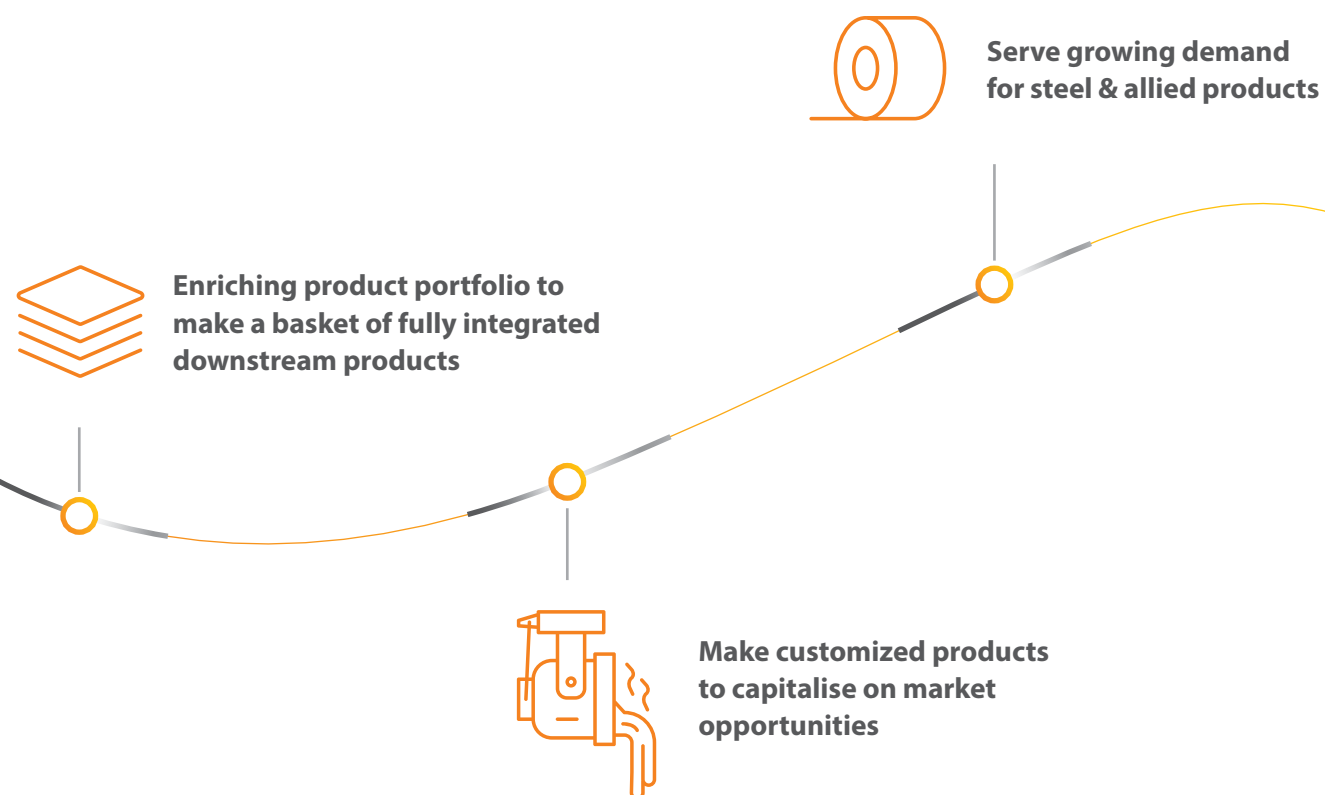 Serve growing demand
for steel & allied products
Enriching product portfolio to
make a basket of fully integrated
downstream products
Make customized products
to capitalise on market
opportunities